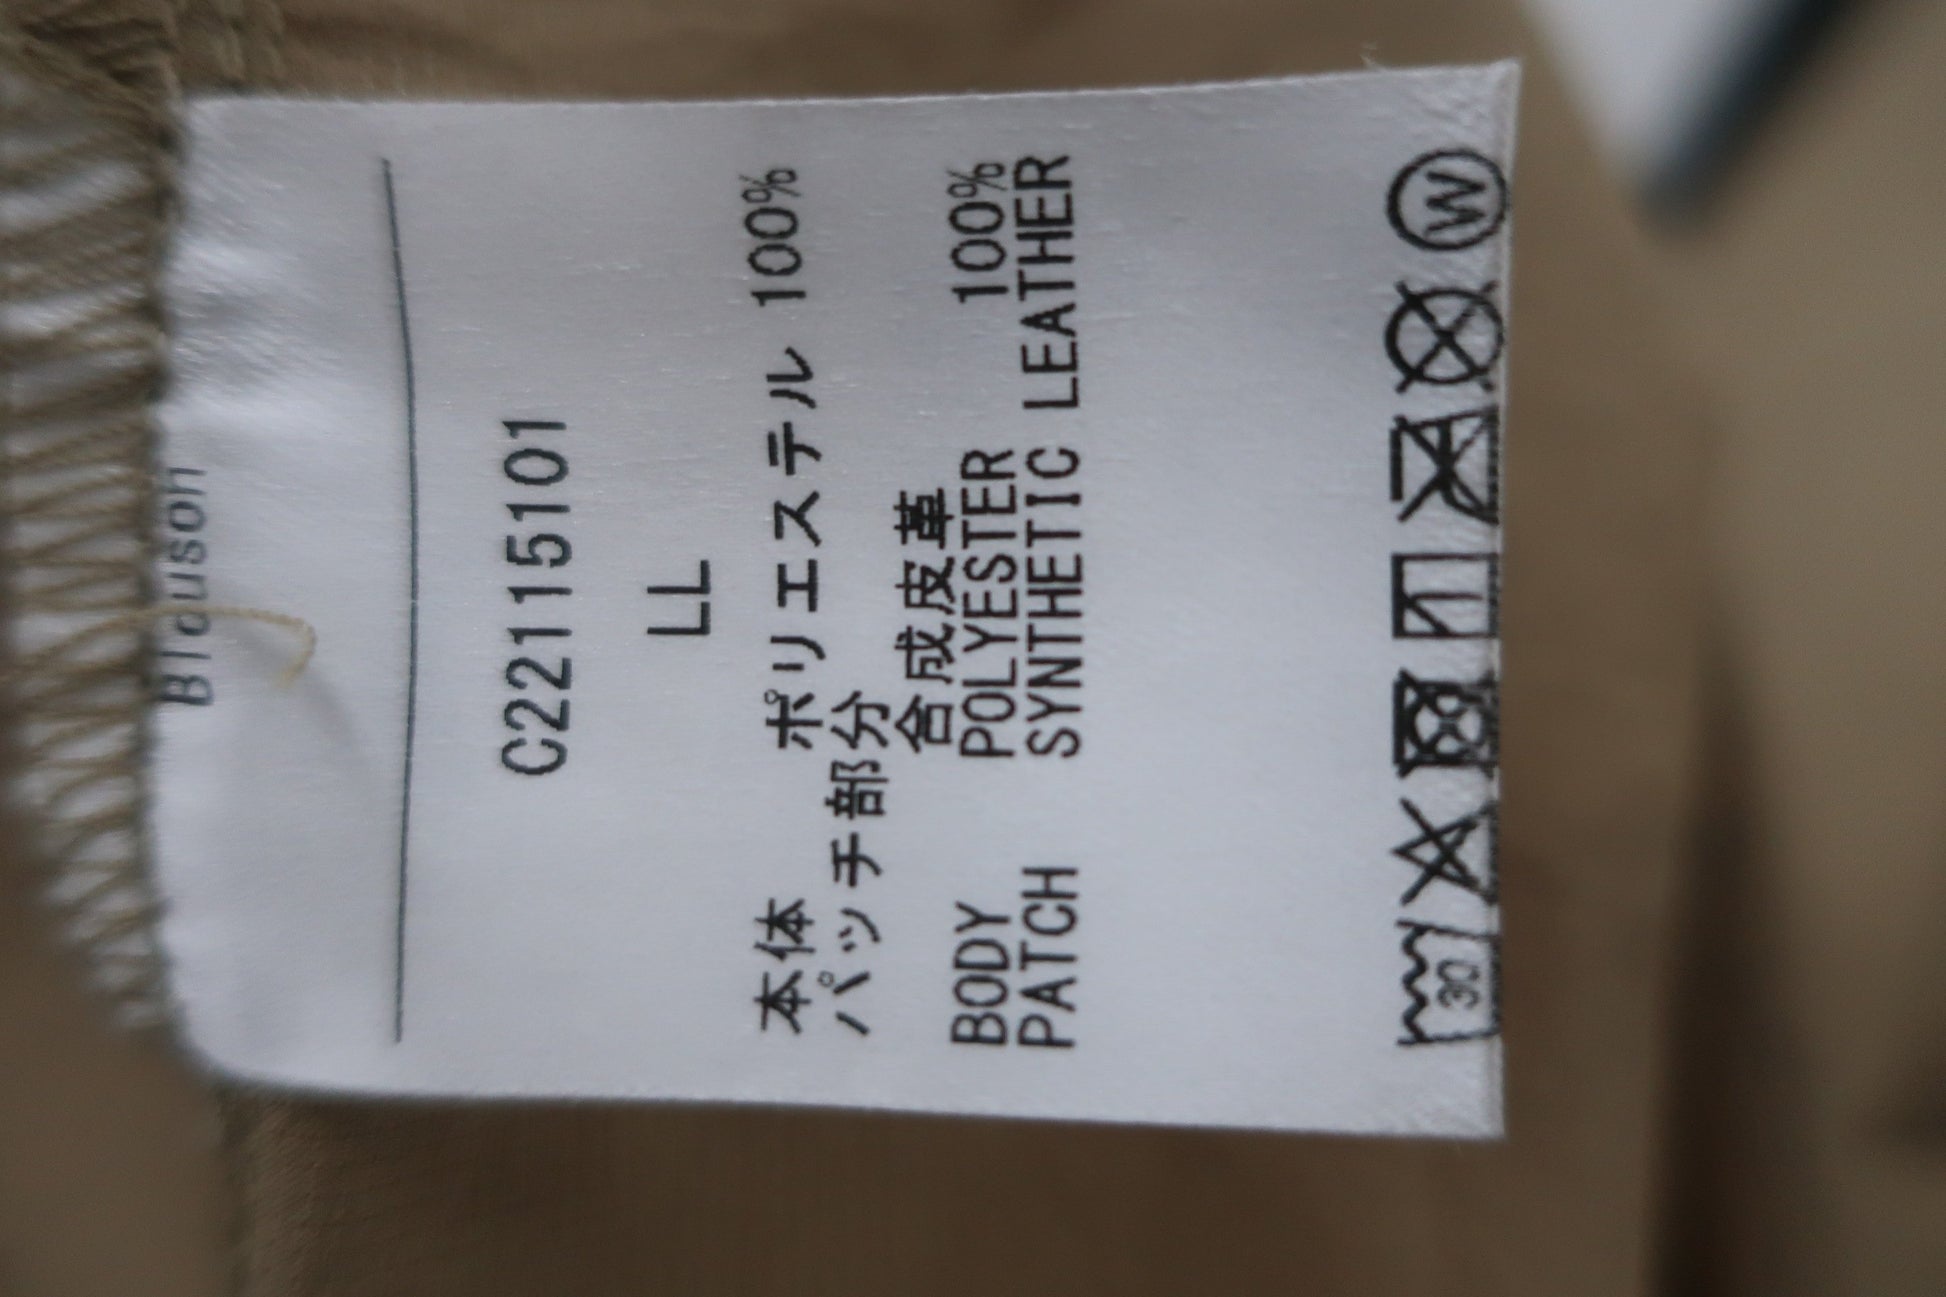 Blouson
C22115101
LL
本体 ポリエステル 100%
パッチ部分
合成皮革
BODY POLYESTER 100%
PATCH SYNTHETIC LEATHER
30 W